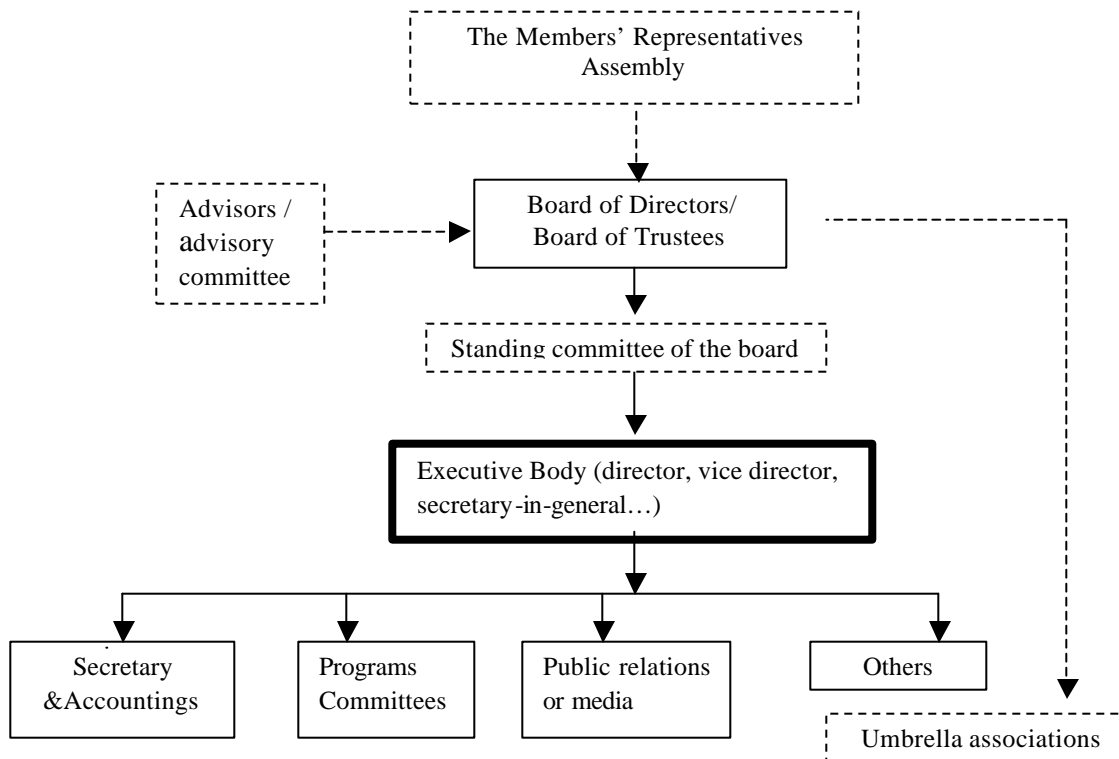 The Members’ Representatives
Assembly
Advisors /
advisory
committee
Board of Directors/
Board of Trustees
Standing committee of the board
Executive Body (director, vice director,
secretary-in-general…)
Secretary
&Accountings
Programs
Committees
Public relations
or media
Others
Umbrella associations